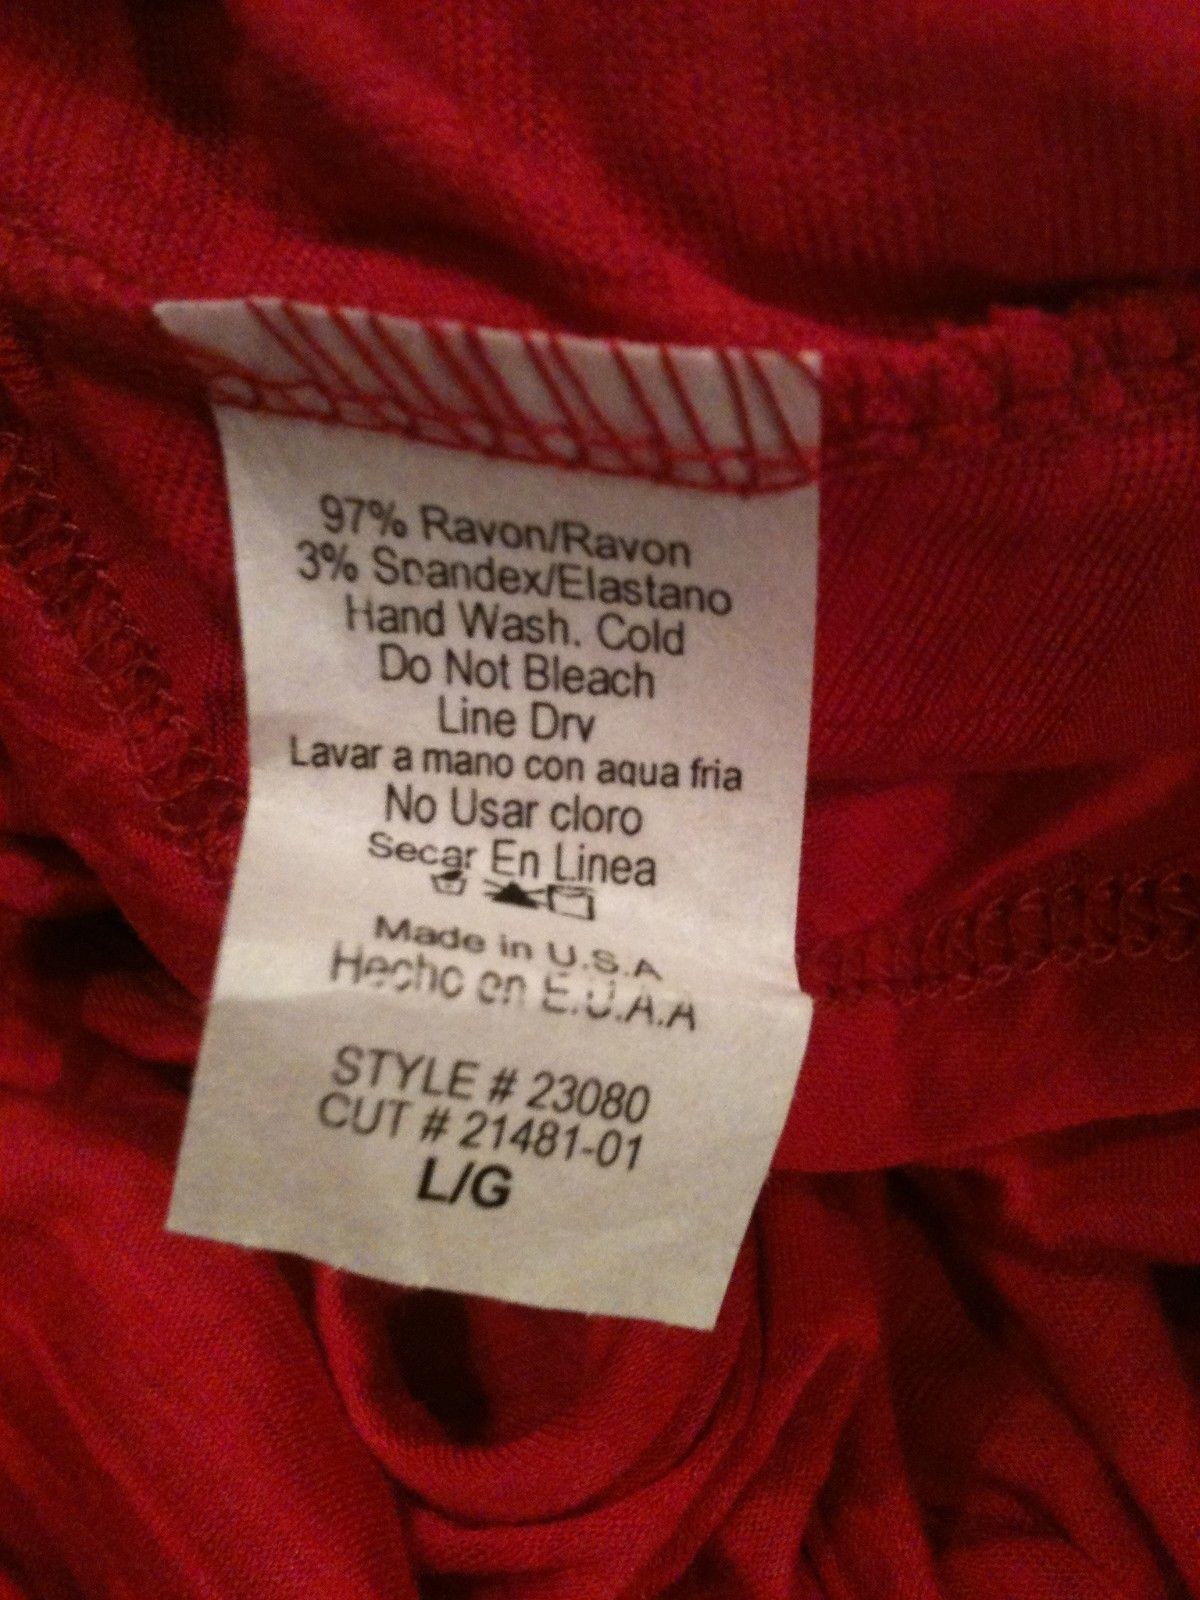 97% Rayon/Rayon
3% Spandex/Elastano
Hand Wash. Cold
Do Not Bleach
Line Dry
Lavar a mano con agua fria
No Usar cloro
Secar En Linea
Made in U.S.A
Hecho en E.U.A.A
STYLE # 23080
CUT # 21481-01
L/G